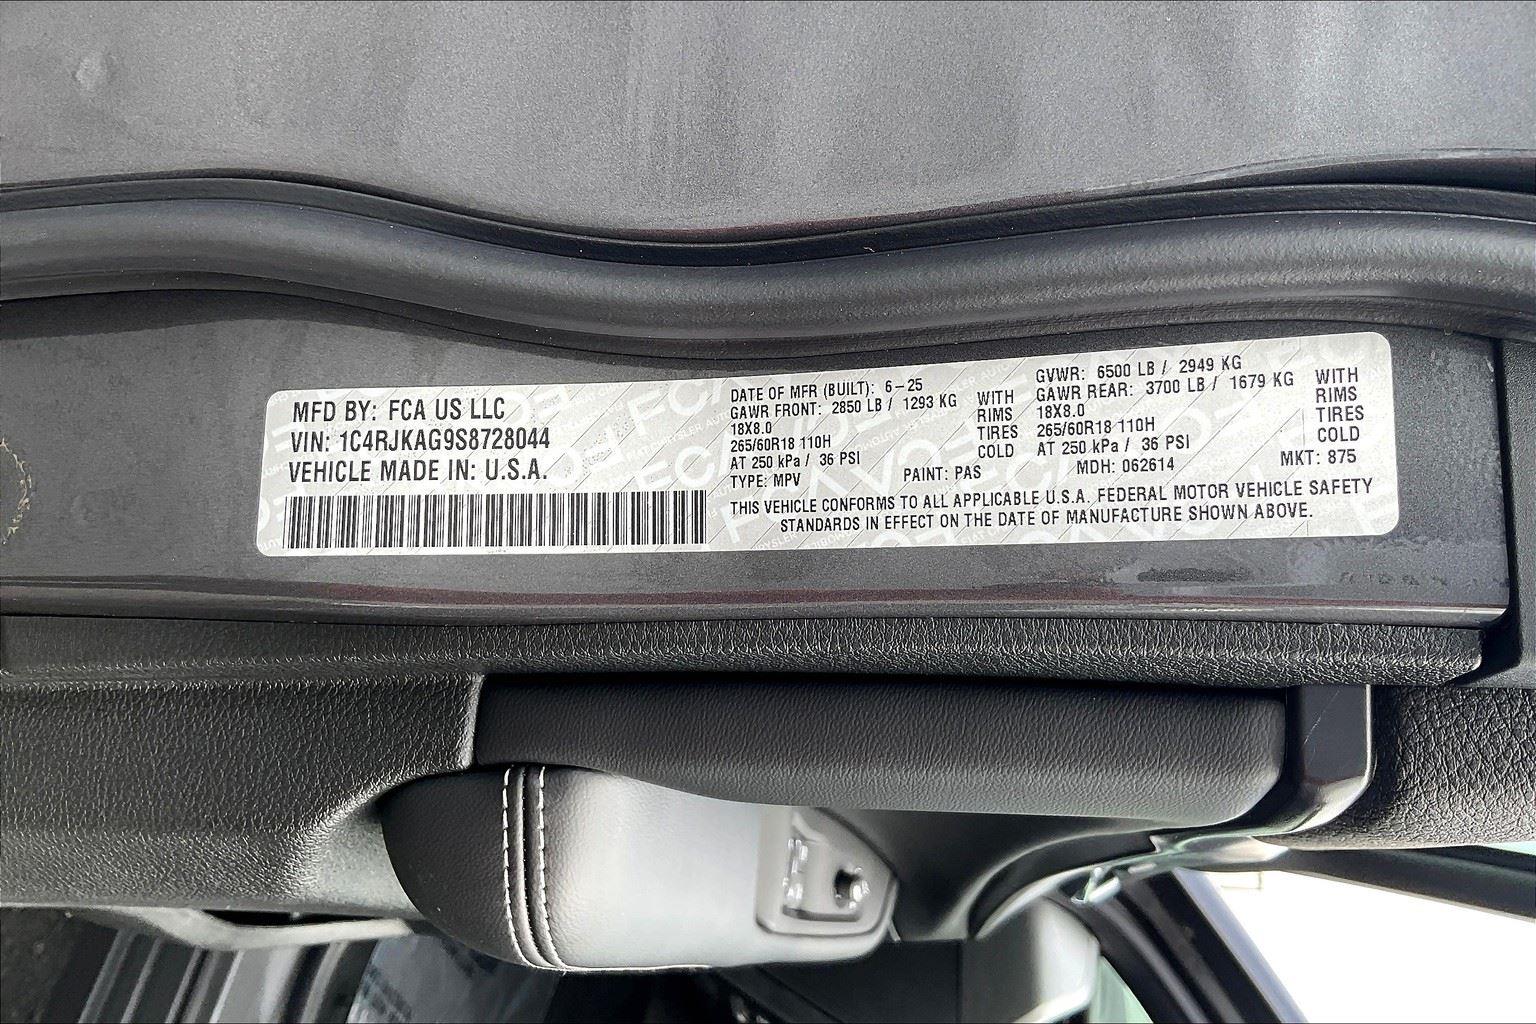 MFD BY: FCA US LLC
VIN: 1C4RJKAG9S8728044
VEHICLE MADE IN: U.S.A.
DATE OF MFR (BUILT): 6-25
GAWR FRONT: 2850 LB / 1293 KG
18X8.0
265/60R18 110H
AT 250 kPa / 36 PSI
TYPE: MPV
WITH
RIMS
TIRES
COLD
PAINT: PAS
GVWR: 6500 LB / 2949 KG
GAWR REAR: 3700 LB / 1679 KG
18X8.0
265/60R18 110H
AT 250 kPa / 36 PSI
MDH: 062614
WITH
RIMS
TIRES
COLD
MKT: 875
THIS VEHICLE CONFORMS TO ALL APPLICABLE U.S.A. FEDERAL MOTOR VEHICLE SAFETY
STANDARDS IN EFFECT ON THE DATE OF MANUFACTURE SHOWN ABOVE.